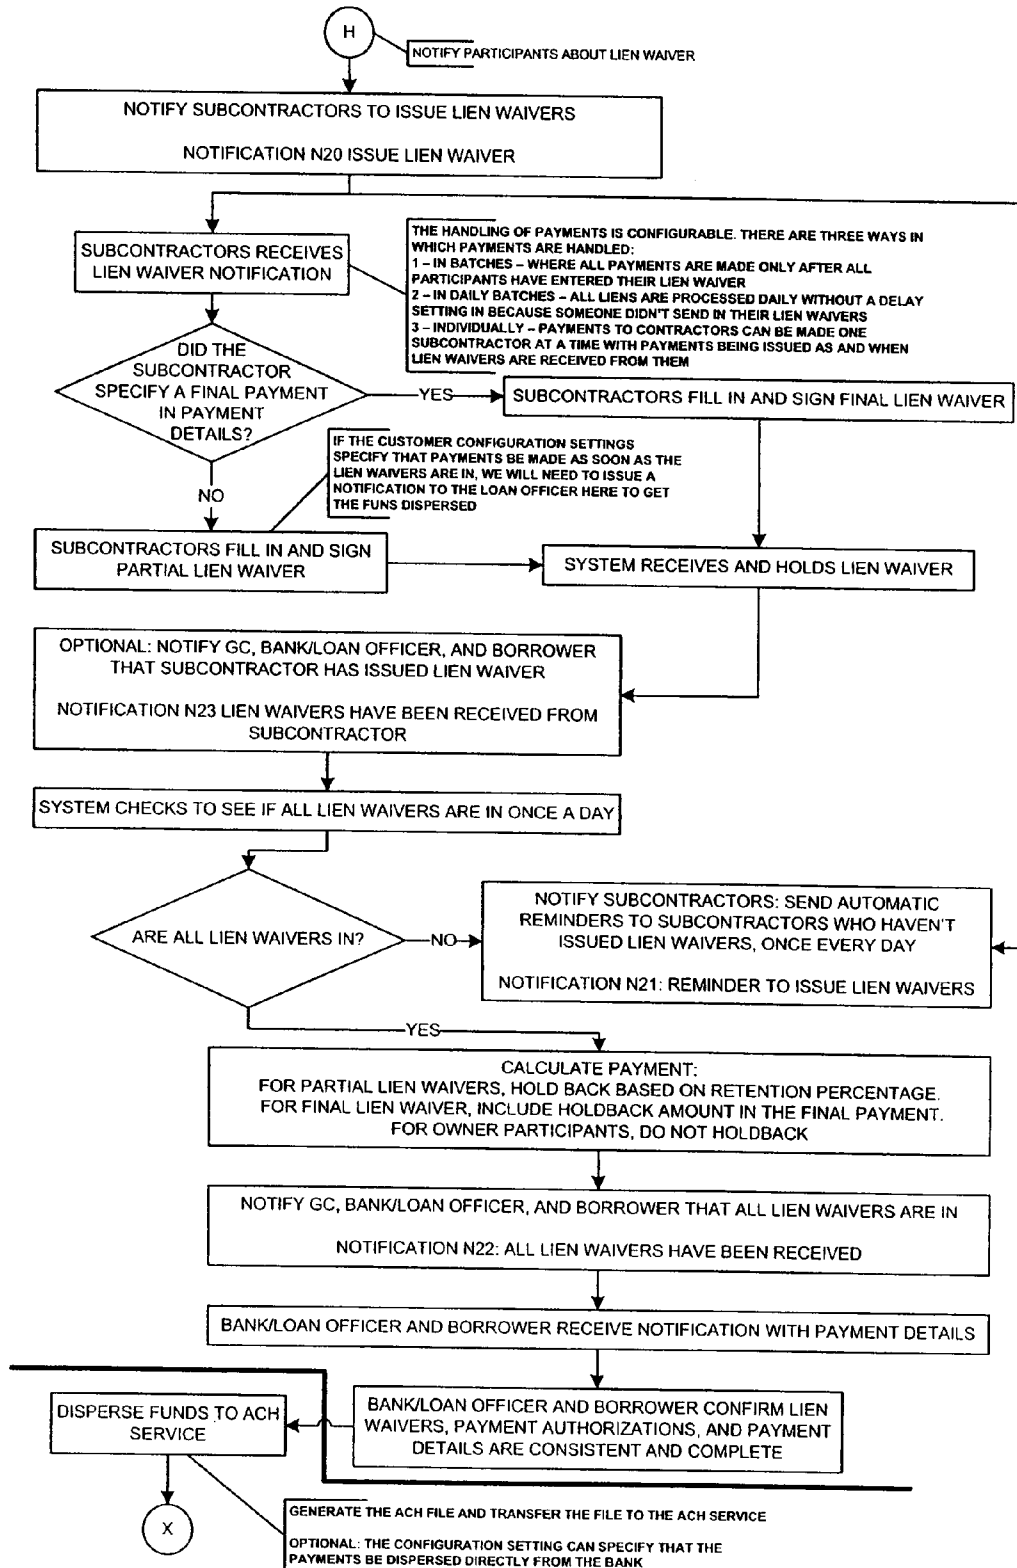 H
NOTIFY PARTICIPANTS ABOUT LIEN WAIVER
NOTIFY SUBCONTRACTORS TO ISSUE LIEN WAIVERS
NOTIFICATION N20 ISSUE LIEN WAIVER
SUBCONTRACTORS RECEIVES
LIEN WAIVER NOTIFICATION
THE HANDLING OF PAYMENTS IS CONFIGURABLE. THERE ARE THREE WAYS IN
WHICH PAYMENTS ARE HANDLED:
1 – IN BATCHES – WHERE ALL PAYMENTS ARE MADE ONLY AFTER ALL
PARTICIPANTS HAVE ENTERED THEIR LIEN WAIVER
2 – IN DAILY BATCHES – ALL LIENS ARE PROCESSED DAILY WITHOUT A DELAY
SETTING IN BECAUSE SOMEONE DIDN'T SEND IN THEIR LIEN WAIVERS
3 – INDIVIDUALLY – PAYMENTS TO CONTRACTORS CAN BE MADE ONE
SUBCONTRACTOR AT A TIME WITH PAYMENTS BEING ISSUED AS AND WHEN
LIEN WAIVERS ARE RECEIVED FROM THEM
DID THE
SUBCONTRACTOR
SPECIFY A FINAL PAYMENT
IN PAYMENT
DETAILS?
YES
SUBCONTRACTORS FILL IN AND SIGN FINAL LIEN WAIVER
IF THE CUSTOMER CONFIGURATION SETTINGS
SPECIFY THAT PAYMENTS BE MADE AS SOON AS THE
LIEN WAIVERS ARE IN, WE WILL NEED TO ISSUE A
NOTIFICATION TO THE LOAN OFFICER HERE TO GET
THE FUNS DISPERSED
NO
SUBCONTRACTORS FILL IN AND SIGN
PARTIAL LIEN WAIVER
SYSTEM RECEIVES AND HOLDS LIEN WAIVER
OPTIONAL: NOTIFY GC, BANK/LOAN OFFICER, AND BORROWER
THAT SUBCONTRACTOR HAS ISSUED LIEN WAIVER
NOTIFICATION N23 LIEN WAIVERS HAVE BEEN RECEIVED FROM
SUBCONTRACTOR
SYSTEM CHECKS TO SEE IF ALL LIEN WAIVERS ARE IN ONCE A DAY
ARE ALL LIEN WAIVERS IN?
NO
NOTIFY SUBCONTRACTORS: SEND AUTOMATIC
REMINDERS TO SUBCONTRACTORS WHO HAVEN'T
ISSUED LIEN WAIVERS, ONCE EVERY DAY
NOTIFICATION N21: REMINDER TO ISSUE LIEN WAIVERS
YES
CALCULATE PAYMENT:
FOR PARTIAL LIEN WAIVERS, HOLD BACK BASED ON RETENTION PERCENTAGE.
FOR FINAL LIEN WAIVER, INCLUDE HOLDBACK AMOUNT IN THE FINAL PAYMENT.
FOR OWNER PARTICIPANTS, DO NOT HOLDBACK
NOTIFY GC, BANK/LOAN OFFICER, AND BORROWER THAT ALL LIEN WAIVERS ARE IN
NOTIFICATION N22: ALL LIEN WAIVERS HAVE BEEN RECEIVED
BANK/LOAN OFFICER AND BORROWER RECEIVE NOTIFICATION WITH PAYMENT DETAILS
BANK/LOAN OFFICER AND BORROWER CONFIRM LIEN
WAIVERS, PAYMENT AUTHORIZATIONS, AND PAYMENT
DETAILS ARE CONSISTENT AND COMPLETE
DISPERSE FUNDS TO ACH
SERVICE
X
GENERATE THE ACH FILE AND TRANSFER THE FILE TO THE ACH SERVICE
OPTIONAL: THE CONFIGURATION SETTING CAN SPECIFY THAT THE
PAYMENTS BE DISPERSED DIRECTLY FROM THE BANK